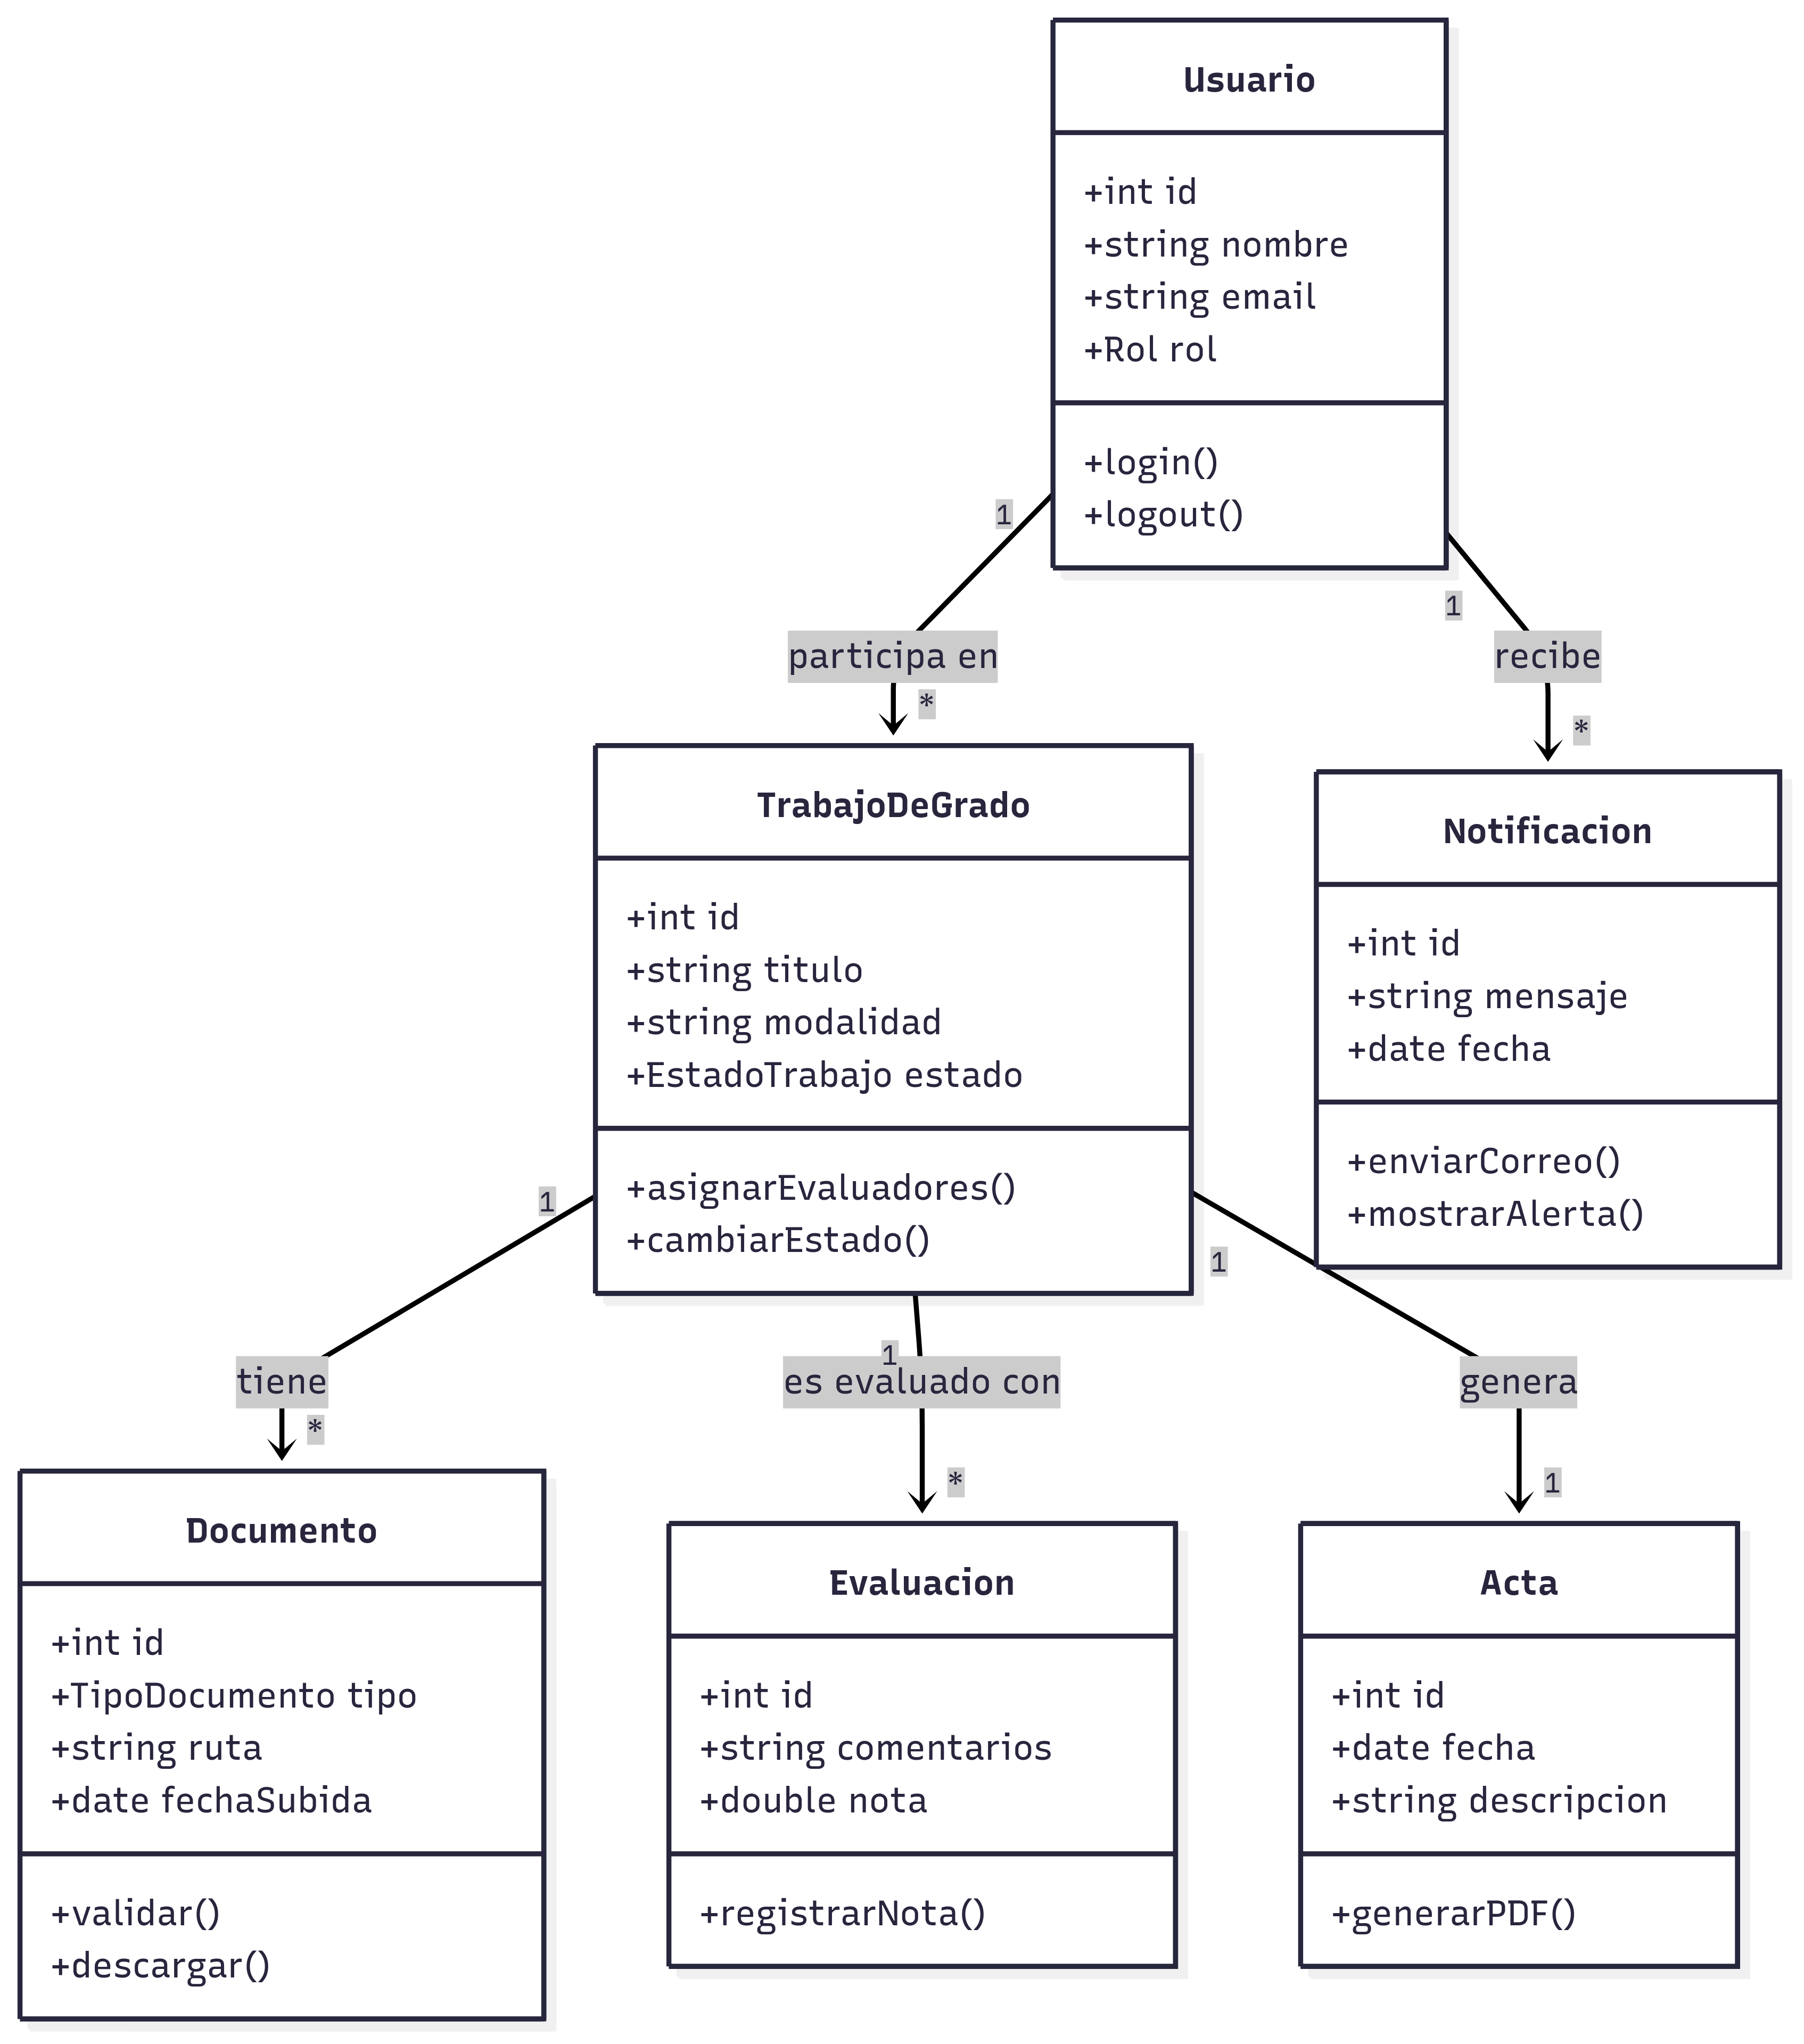 Usuario
+int id
+string nombre
+string email
+Rol rol
+login()
+logout()
1
1
participa en
recibe
*
*
TrabajoDeGrado
+int id
+string titulo
+string modalidad
+EstadoTrabajo estado
+asignarEvaluadores()
+cambiarEstado()
Notificacion
+int id
+string mensaje
+date fecha
+enviarCorreo()
+mostrarAlerta()
1
1
1
tiene
es evaluado con
genera
*
*
1
Documento
+int id
+TipoDocumento tipo
+string ruta
+date fechaSubida
+validar()
+descargar()
Evaluacion
+int id
+string comentarios
+double nota
+registrarNota()
Acta
+int id
+date fecha
+string descripcion
+generarPDF()